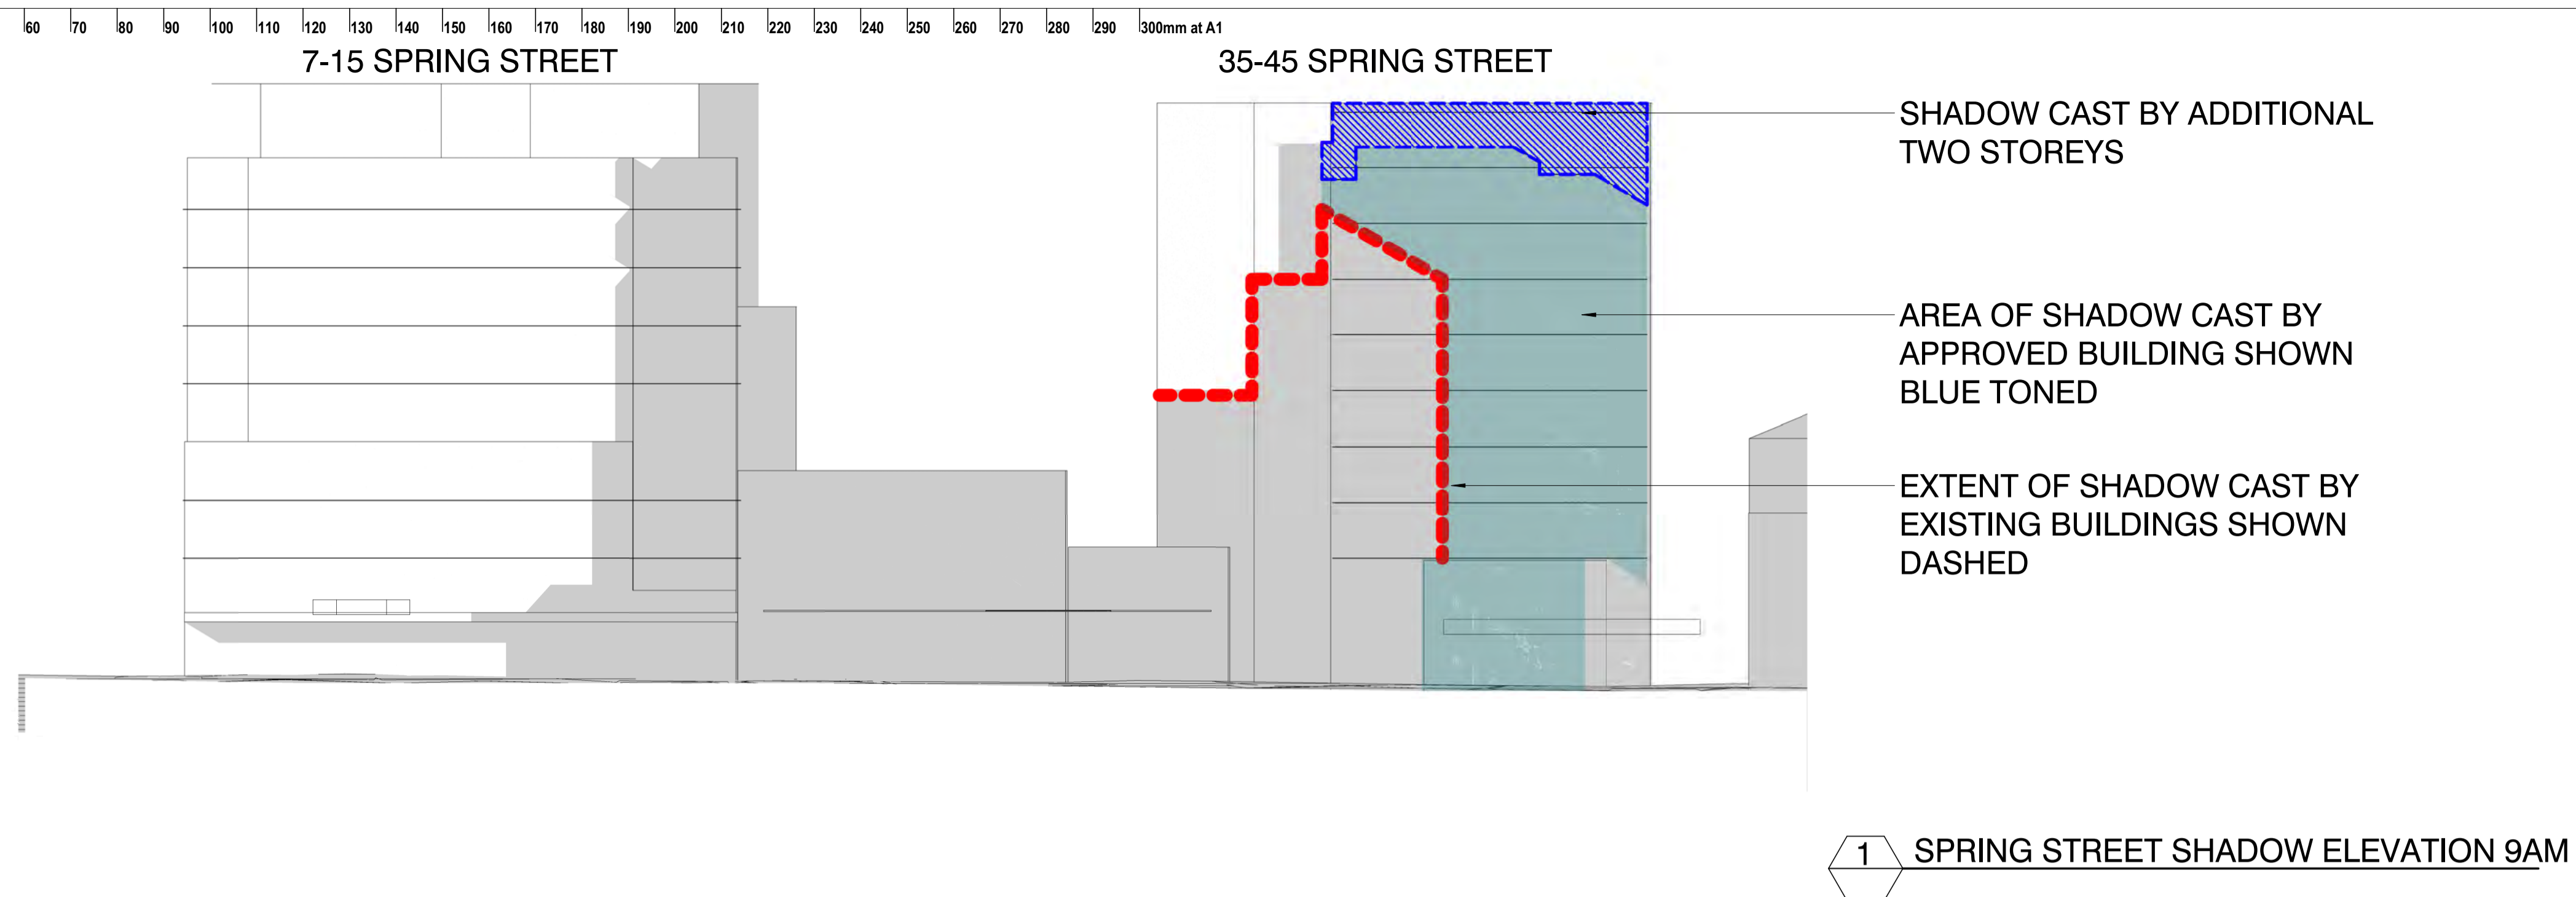 60 70 80 90 100 110 120 130 140 150 160 170 180 190 200 210 220 230 240 250 260 270 280 290 300mm at A1
7-15 SPRING STREET
35-45 SPRING STREET
SHADOW CAST BY ADDITIONAL
TWO STOREYS
AREA OF SHADOW CAST BY
APPROVED BUILDING SHOWN
BLUE TONED
EXTENT OF SHADOW CAST BY
EXISTING BUILDINGS SHOWN
DASHED
1 SPRING STREET SHADOW ELEVATION 9AM